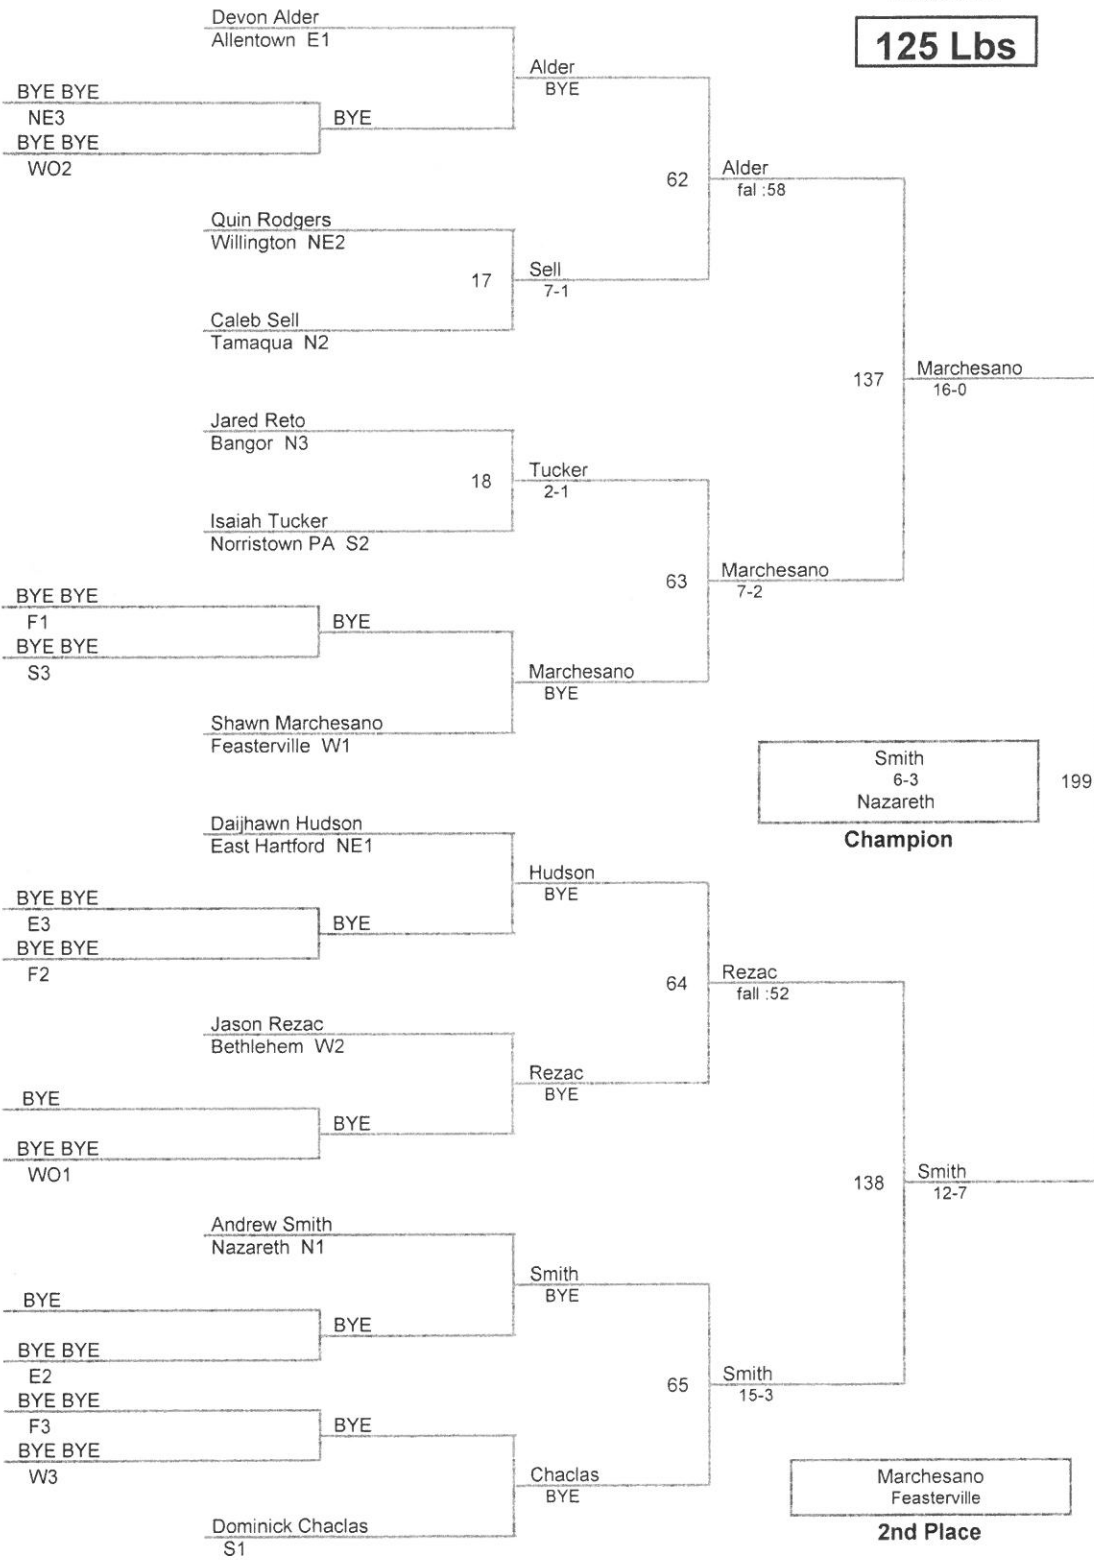 Devon Alder
Allentown E1
125 Lbs
Alder
BYE
BYE BYE
NE3
BYE
BYE BYE
WO2
62
Alder
fal :58
Quin Rodgers
Willington NE2
17
Sell
7-1
Caleb Sell
Tamaqua N2
137
Marchesano
16-0
Jared Reto
Bangor N3
18
Tucker
2-1
Isaiah Tucker
Norristown PA S2
63
Marchesano
7-2
BYE BYE
F1
BYE
BYE BYE
S3
Marchesano
BYE
Shawn Marchesano
Feasterville W1
Smith
6-3
Nazareth
199
Champion
Daijhawn Hudson
East Hartford NE1
Hudson
BYE
BYE BYE
E3
BYE
BYE BYE
F2
64
Rezac
fall :52
Jason Rezac
Bethlehem W2
Rezac
BYE
BYE
BYE
BYE BYE
WO1
138
Smith
12-7
Andrew Smith
Nazareth N1
Smith
BYE
BYE
BYE
BYE BYE
E2
65
Smith
15-3
BYE BYE
F3
BYE
BYE BYE
W3
Chaclas
BYE
Dominick Chaclas
S1
Marchesano
Feasterville
2nd Place